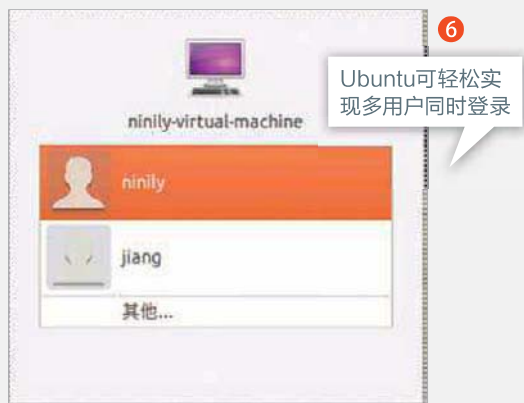 6
Ubuntu可轻松实
现多用户同时登录
ninily-virtual-machine
ninily
jiang
其他...